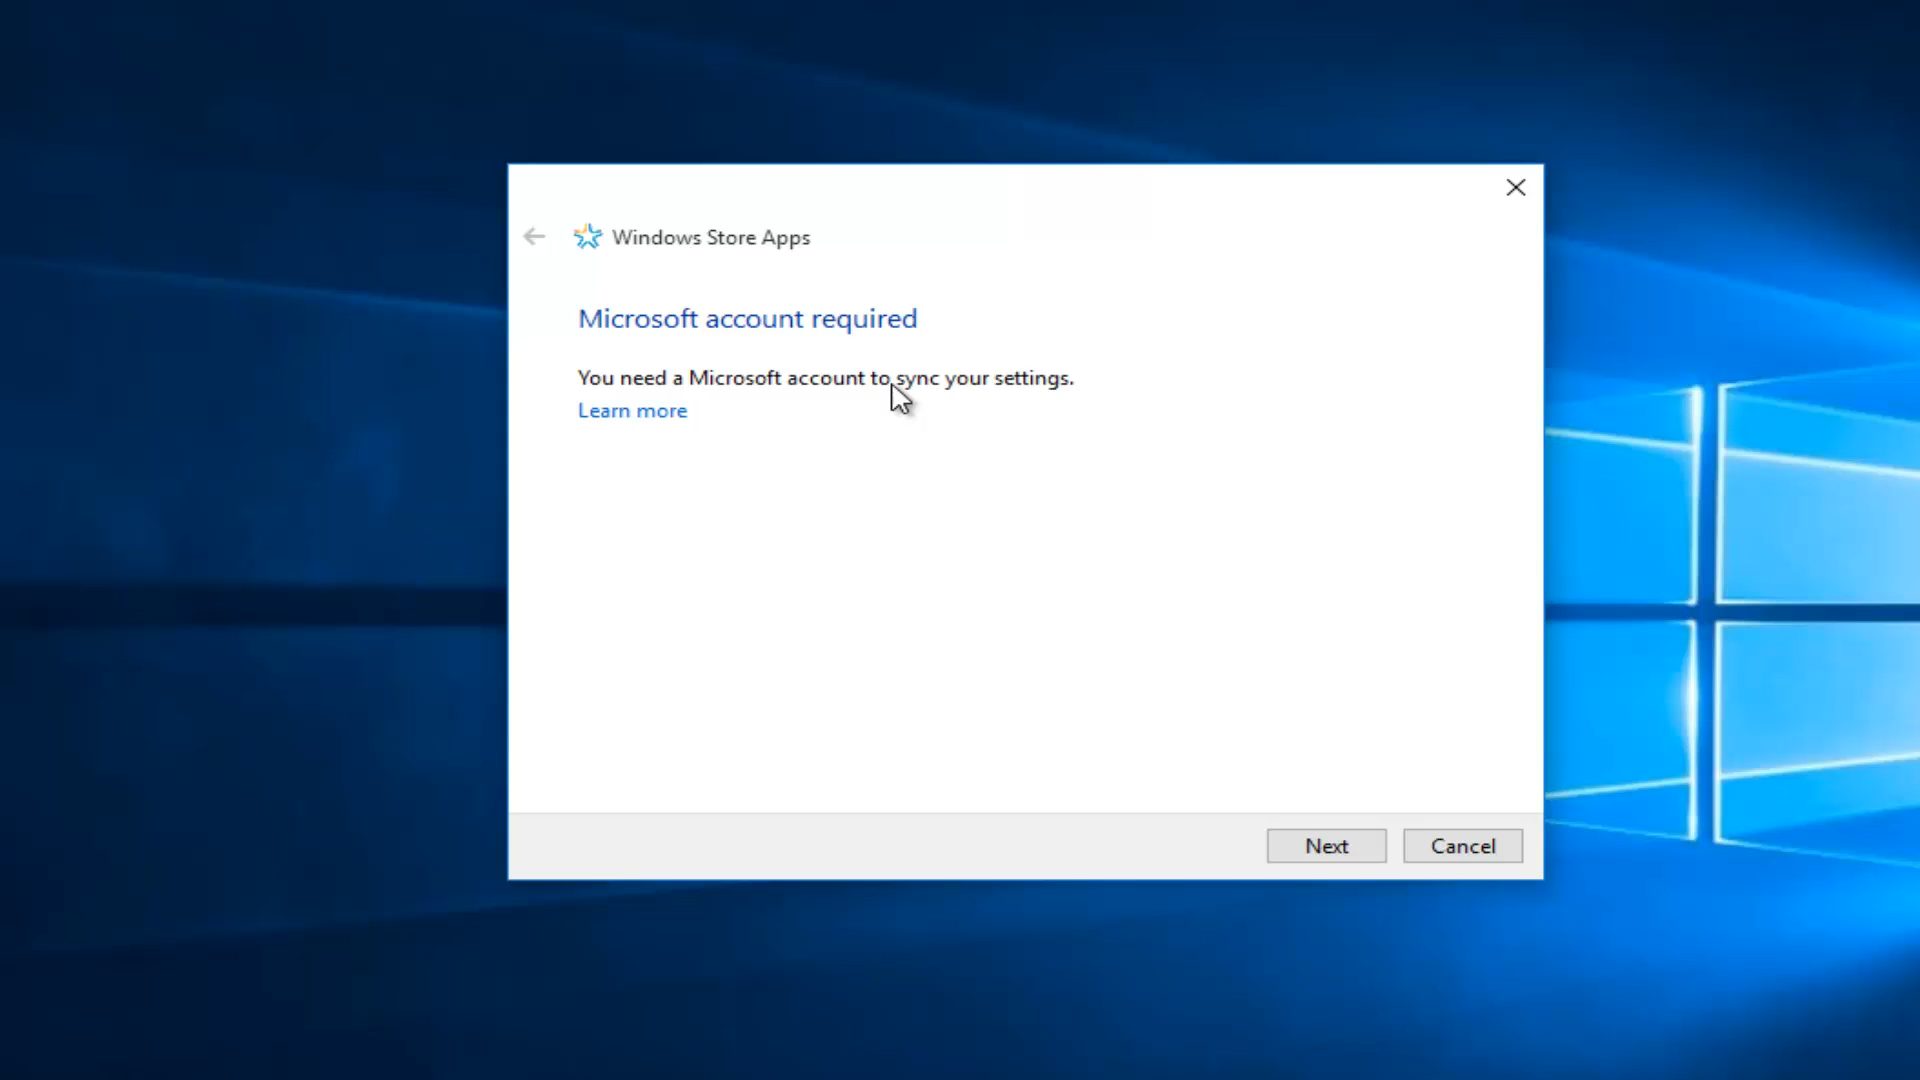 Windows Store Apps
Microsoft account required
You need a Microsoft account to sync your settings.
Learn more
Next
Cancel